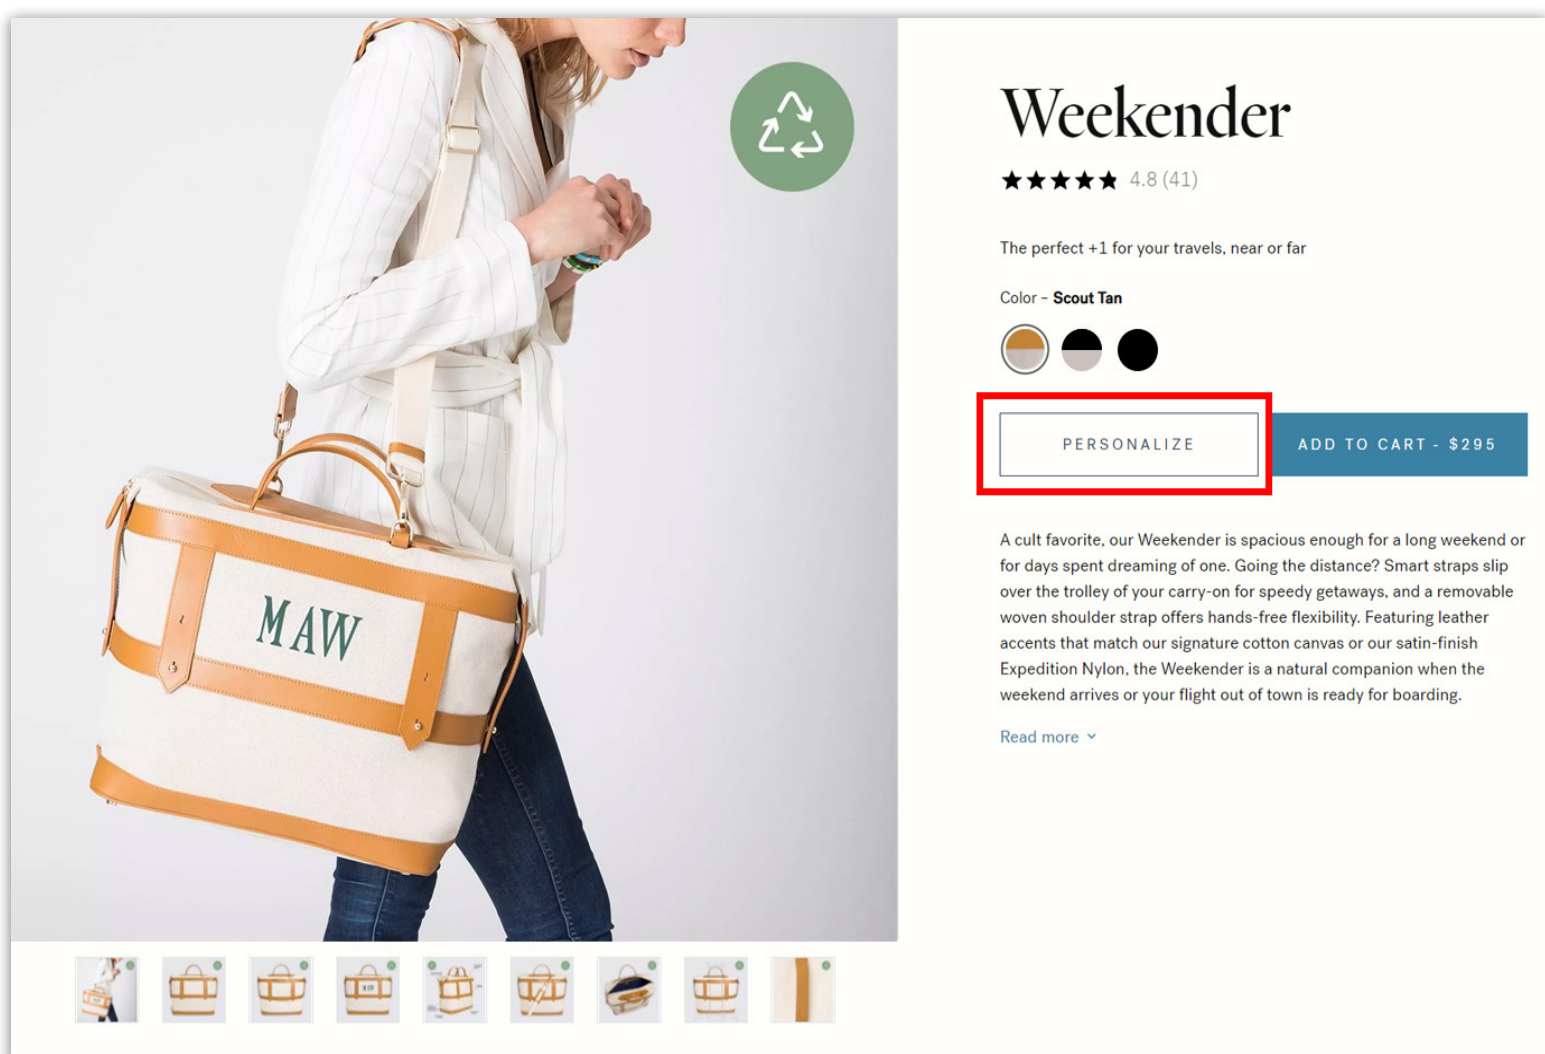 Weekender
4.8 (41)
The perfect +1 for your travels, near or far
Color – Scout Tan
PERSONALIZE
ADD TO CART - $295
MAW
A cult favorite, our Weekender is spacious enough for a long weekend or
for days spent dreaming of one. Going the distance? Smart straps slip
over the trolley of your carry-on for speedy getaways, and a removable
woven shoulder strap offers hands-free flexibility. Featuring leather
accents that match our signature cotton canvas or our satin-finish
Expedition Nylon, the Weekender is a natural companion when the
weekend arrives or your flight out of town is ready for boarding.
Read more